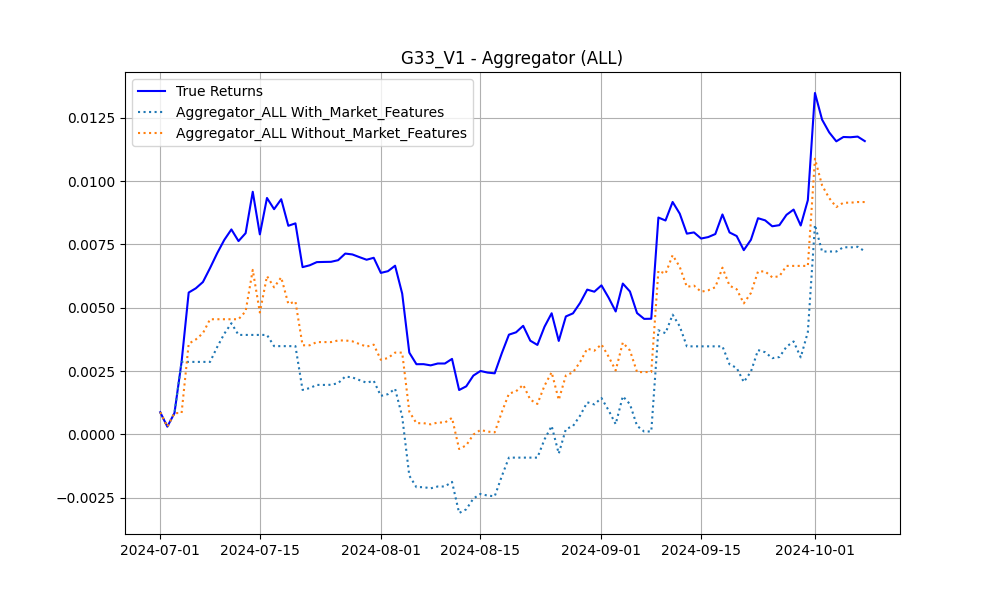 G33_V1 - Aggregator (ALL)
True Returns
Aggregator_ALL With_Market_Features
Aggregator_ALL Without_Market_Features
0.0125
0.0100
0.0075
0.0050
0.0025
0.0000
−0.0025
2024-07-01 2024-07-15 2024-08-01 2024-08-15 2024-09-01 2024-09-15 2024-10-01